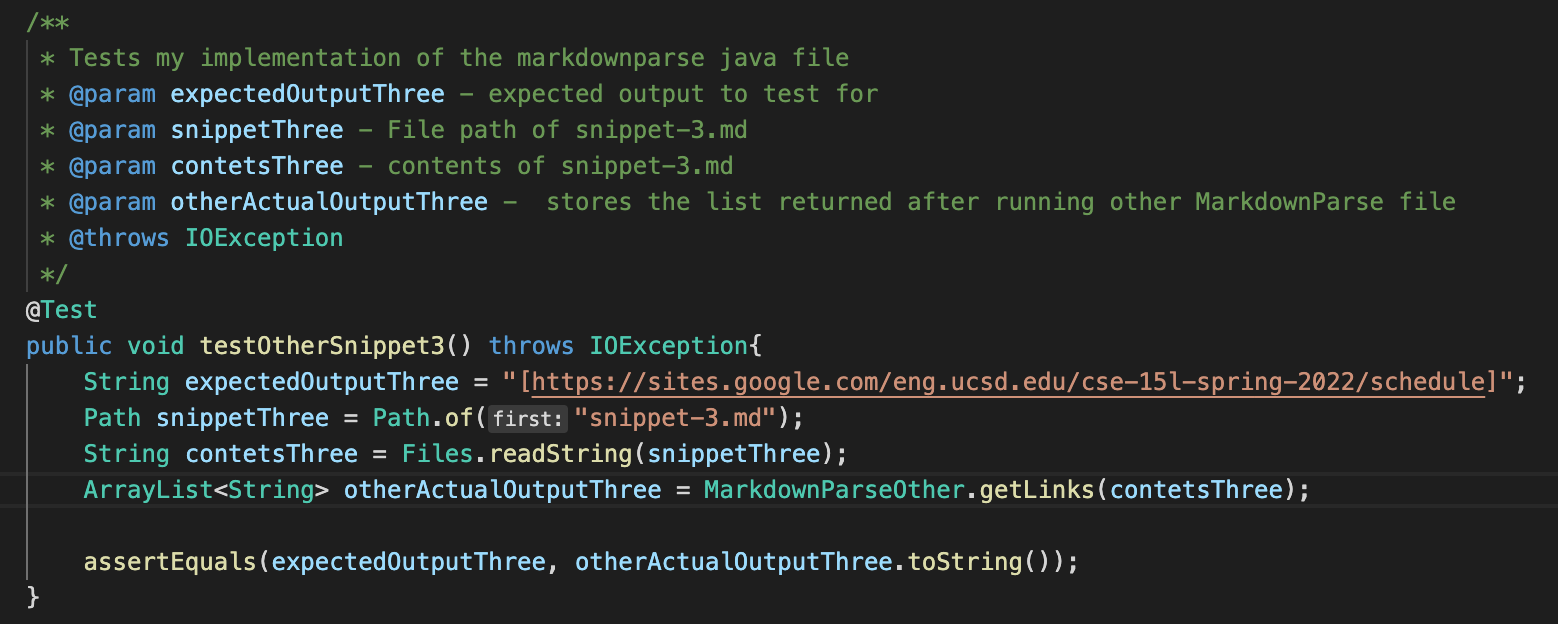 /**
 * Tests my implementation of the markdownparse java file
 * @param expectedOutputThree – expected output to test for
 * @param snippetThree – File path of snippet-3.md
 * @param contetsThree – contents of snippet-3.md
 * @param otherActualOutputThree –  stores the list returned after running other MarkdownParse file
 * @throws IOException
 */
@Test
public void testOtherSnippet3() throws IOException{
    String expectedOutputThree = "[https://sites.google.com/eng.ucsd.edu/cse-15l-spring-2022/schedule]";
    Path snippetThree = Path.of(first:"snippet-3.md");
    String contetsThree = Files.readString(snippetThree);
    ArrayList<String> otherActualOutputThree = MarkdownParseOther.getLinks(contetsThree);

    assertEquals(expectedOutputThree, otherActualOutputThree.toString());
}